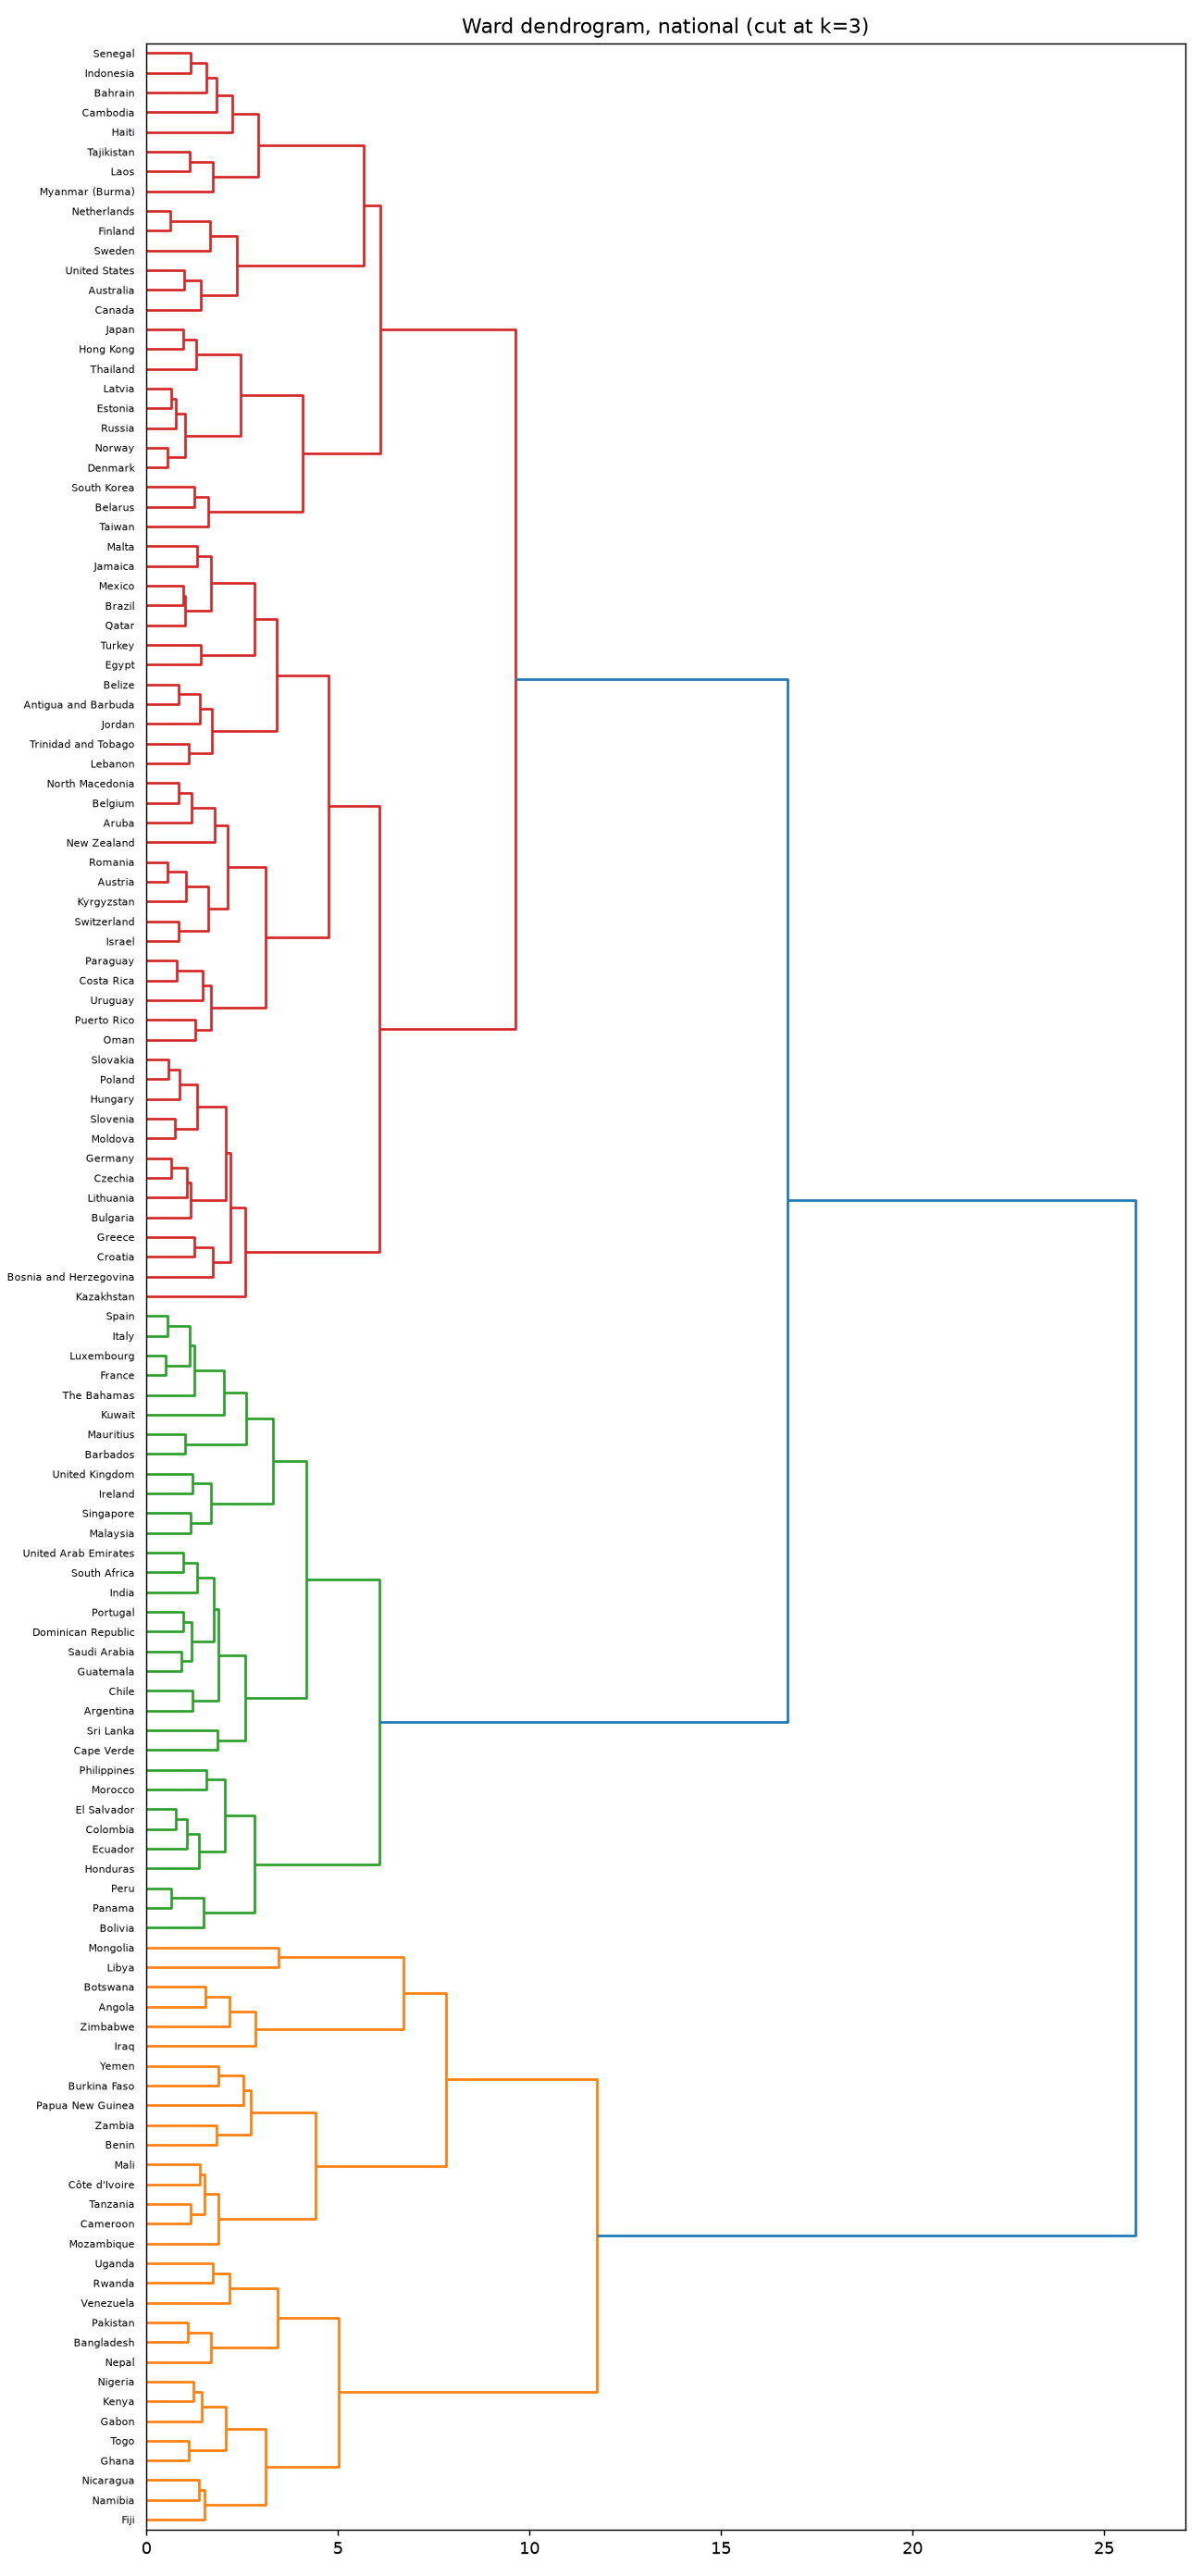 Ward dendrogram, national (cut at k=3)
Senegal
Indonesia
Bahrain
Cambodia
Haiti
Tajikistan
Laos
Myanmar (Burma)
Netherlands
Finland
Sweden
United States
Australia
Canada
Japan
Hong Kong
Thailand
Latvia
Estonia
Russia
Norway
Denmark
South Korea
Belarus
Taiwan
Malta
Jamaica
Mexico
Brazil
Qatar
Turkey
Egypt
Belize
Antigua and Barbuda
Jordan
Trinidad and Tobago
Lebanon
North Macedonia
Belgium
Aruba
New Zealand
Romania
Austria
Kyrgyzstan
Switzerland
Israel
Paraguay
Costa Rica
Uruguay
Puerto Rico
Oman
Slovakia
Poland
Hungary
Slovenia
Moldova
Germany
Czechia
Lithuania
Bulgaria
Greece
Croatia
Bosnia and Herzegovina
Kazakhstan
Spain
Italy
Luxembourg
France
The Bahamas
Kuwait
Mauritius
Barbados
United Kingdom
Ireland
Singapore
Malaysia
United Arab Emirates
South Africa
India
Portugal
Dominican Republic
Saudi Arabia
Guatemala
Chile
Argentina
Sri Lanka
Cape Verde
Philippines
Morocco
El Salvador
Colombia
Ecuador
Honduras
Peru
Panama
Bolivia
Mongolia
Libya
Botswana
Angola
Zimbabwe
Iraq
Yemen
Burkina Faso
Papua New Guinea
Zambia
Benin
Mali
Côte d'Ivoire
Tanzania
Cameroon
Mozambique
Uganda
Rwanda
Venezuela
Pakistan
Bangladesh
Nepal
Nigeria
Kenya
Gabon
Togo
Ghana
Nicaragua
Namibia
Fiji
0 5 10 15 20 25